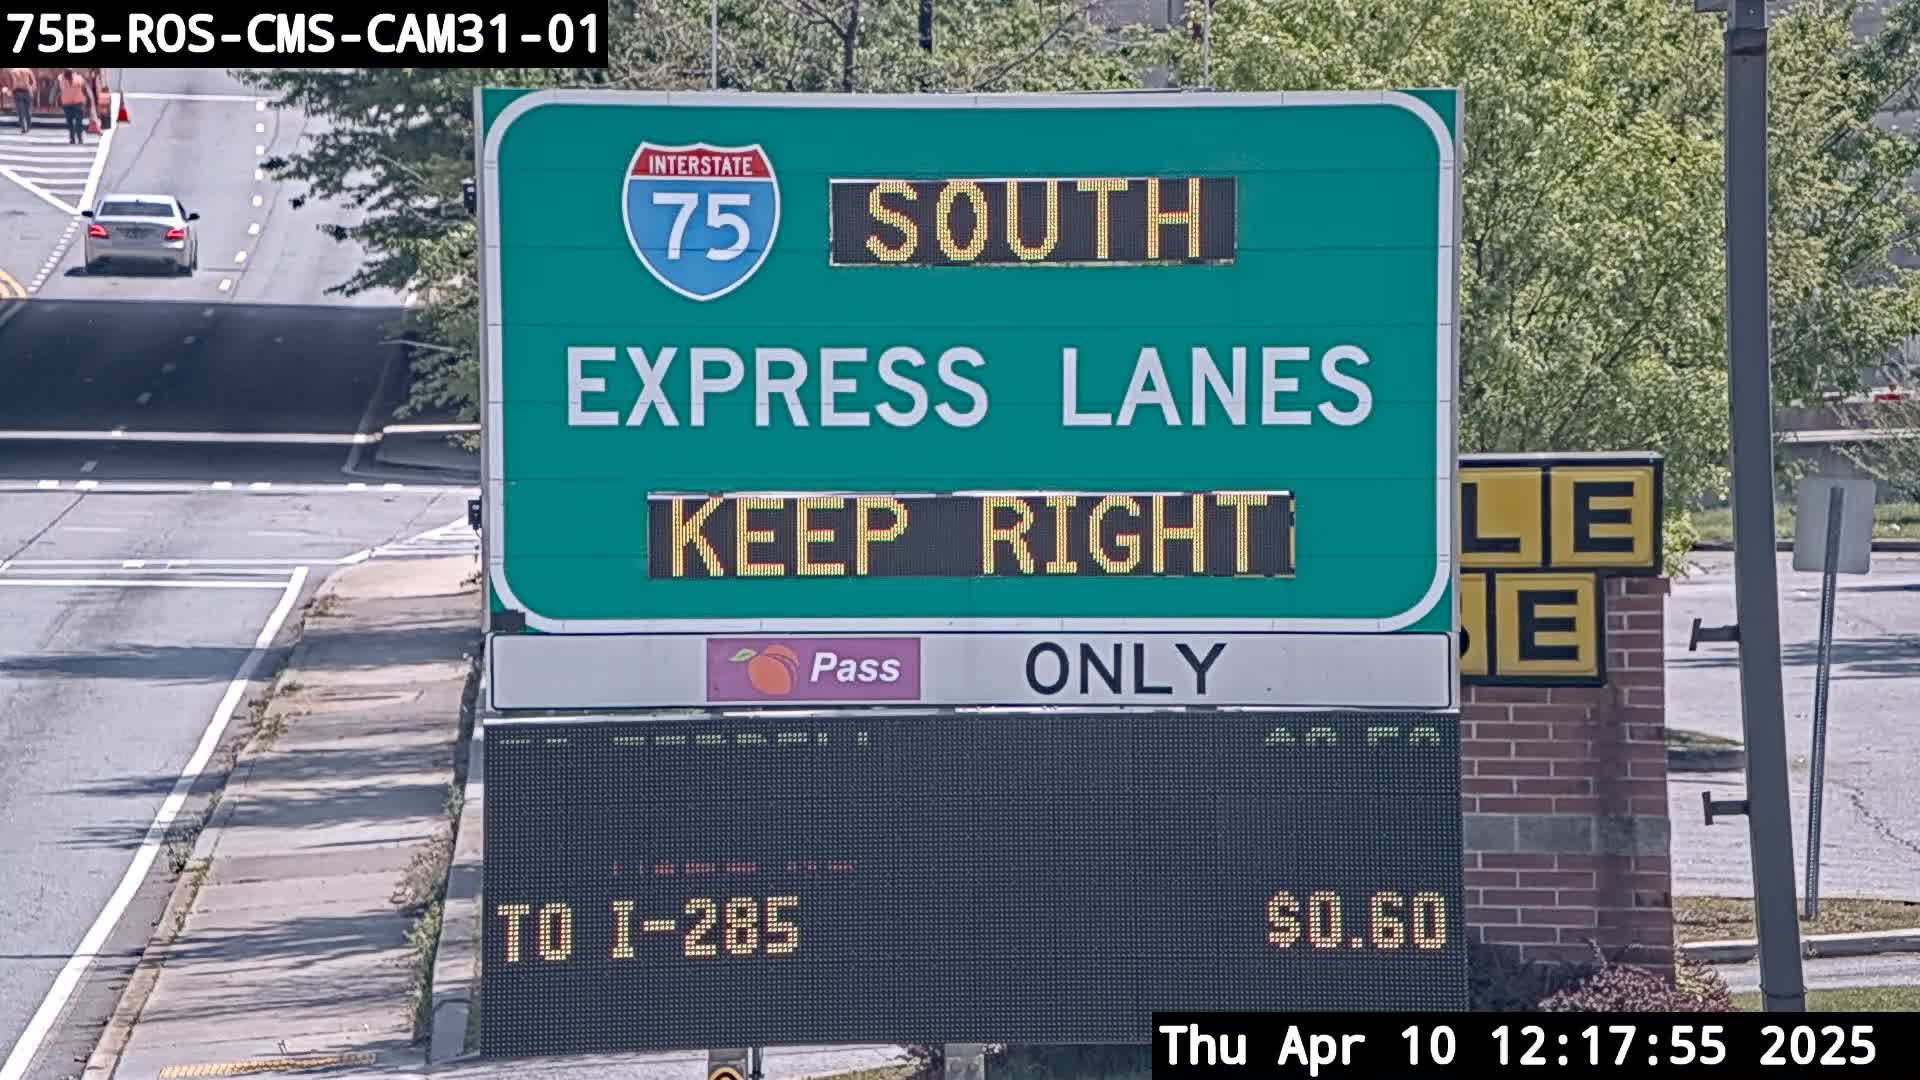 75B-ROS-CMS-CAM31-01
INTERSTATE
75
SOUTH
EXPRESS LANES
KEEP RIGHT
Pass ONLY
LE
E
TO I-285 $0.60
Thu Apr 10 12:17:55 2025